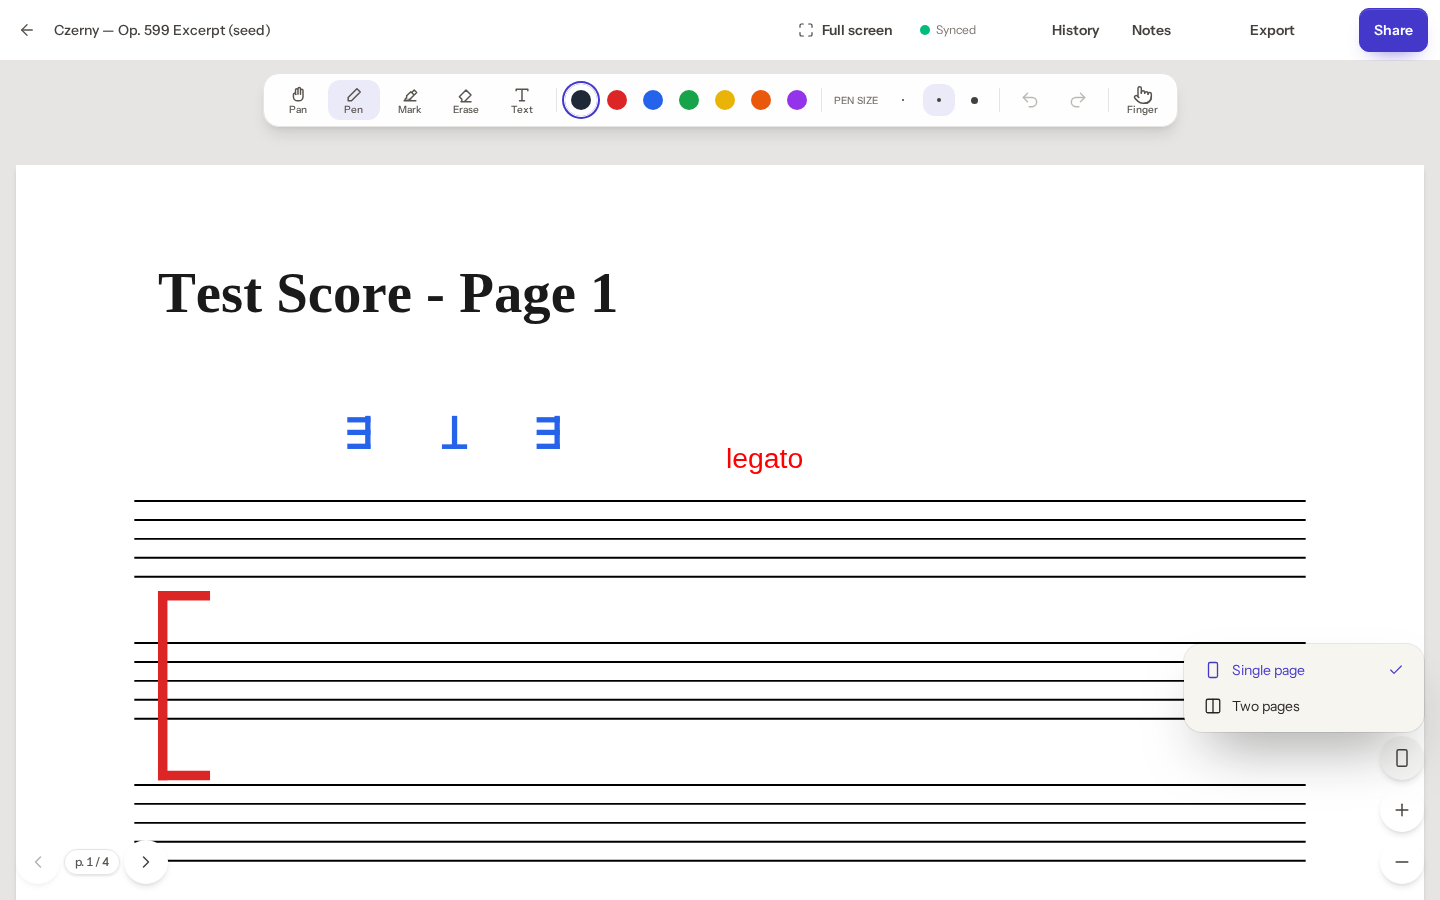 Czerny — Op. 599 Excerpt (seed)
Full screen
Synced
History
Notes
Export
Share
Pan
Pen
Mark
Erase
Text
PEN SIZE
Finger
Test Score - Page 1
legato
Single page
Two pages
p. 1 / 4